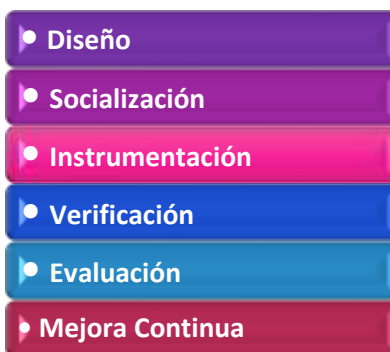 • Diseño
• Socialización
• Instrumentación
• Verificación
• Evaluación
• Mejora Continua